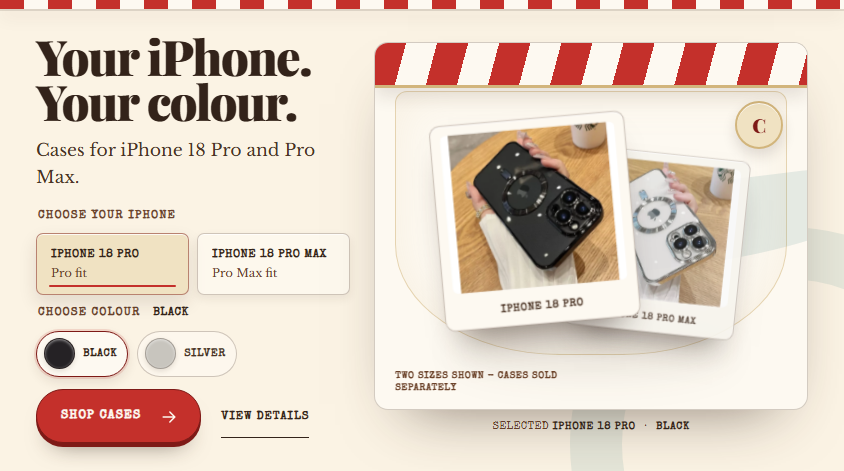 Your iPhone.
Your colour.
Cases for iPhone 18 Pro and Pro
Max.
CHOOSE YOUR IPHONE
IPHONE 18 PRO
Pro fit
IPHONE 18 PRO MAX
Pro Max fit
CHOOSE COLOUR BLACK
BLACK
SILVER
SHOP CASES →
VIEW DETAILS
C
IPHONE 18 PRO
18 PRO MAX
TWO SIZES SHOWN — CASES SOLD
SEPARATELY
SELECTED IPHONE 18 PRO · BLACK